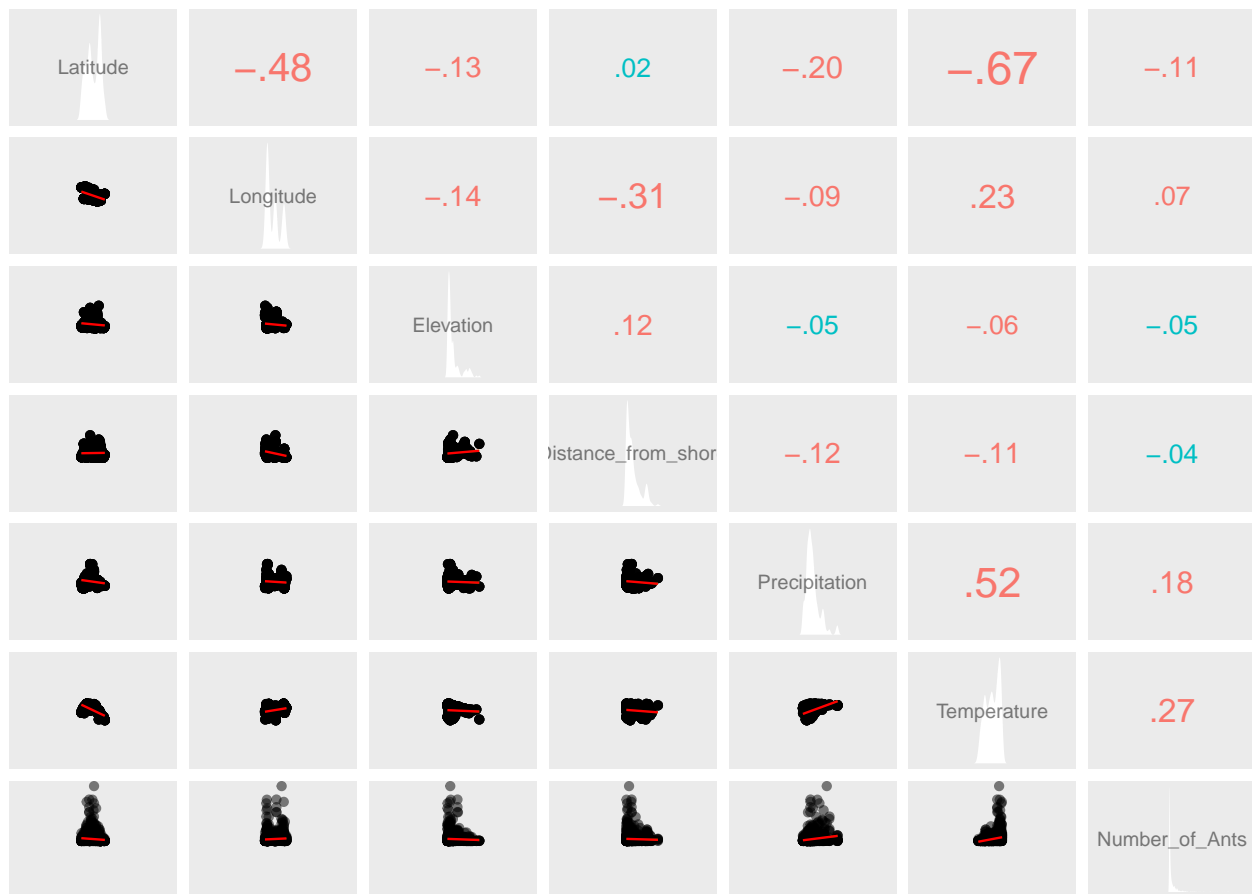 Latitude −.48 −.13 .02 −.20 −.67 −.11
Longitude −.14 −.31 −.09 .23 .07
Elevation .12 −.05 −.06 −.05
Distance_from_shor −.12 −.11 −.04
Precipitation .52 .18
Temperature .27
Number_of_Ants